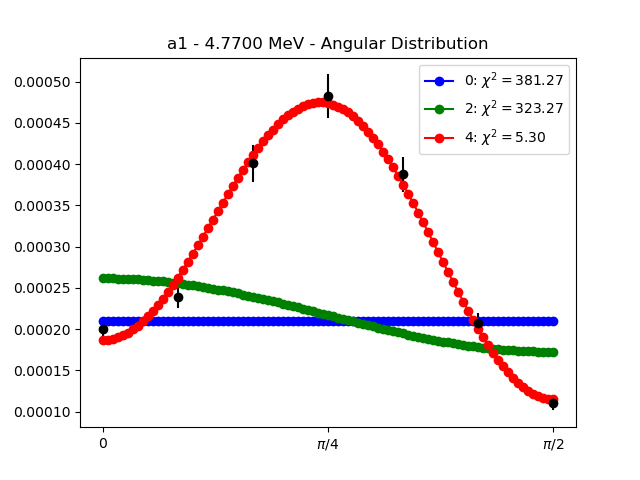 a1 - 4.7700 MeV - Angular Distribution
0.00050
0.00045
0.00040
0.00035
0.00030
0.00025
0.00020
0.00015
0.00010
0: χ² = 381.27
2: χ² = 323.27
4: χ² = 5.30
0
π/4
π/2